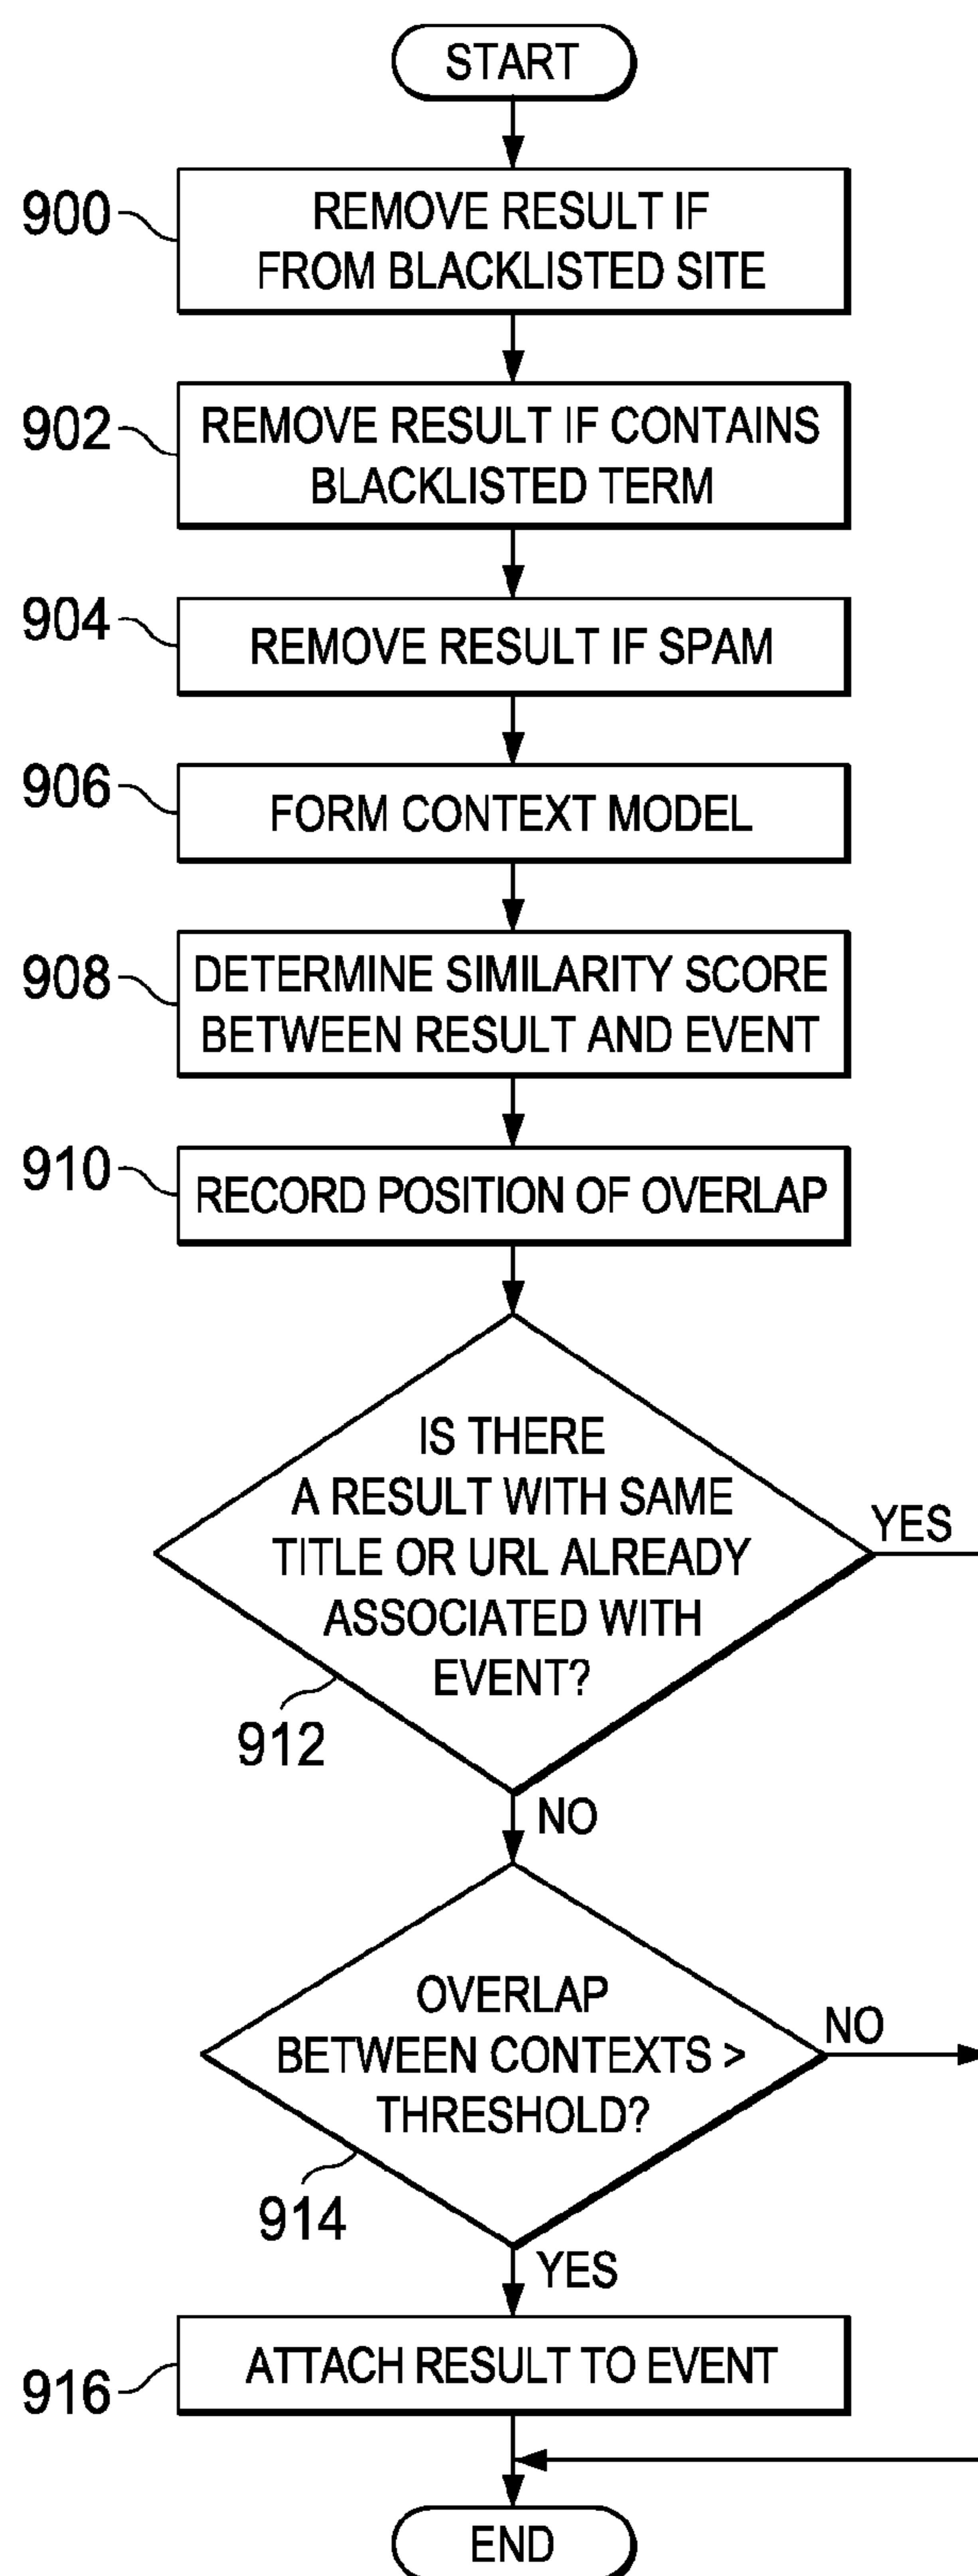 START
900
REMOVE RESULT IF
FROM BLACKLISTED SITE
902
REMOVE RESULT IF CONTAINS
BLACKLISTED TERM
904
REMOVE RESULT IF SPAM
906
FORM CONTEXT MODEL
908
DETERMINE SIMILARITY SCORE
BETWEEN RESULT AND EVENT
910
RECORD POSITION OF OVERLAP
IS THERE
A RESULT WITH SAME
TITLE OR URL ALREADY
ASSOCIATED WITH
EVENT?
YES
912
NO
OVERLAP
BETWEEN CONTEXTS >
THRESHOLD?
NO
914
YES
ATTACH RESULT TO EVENT
916
END